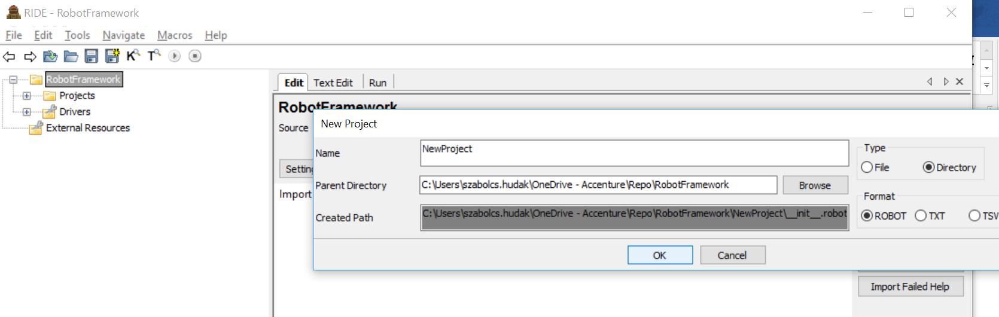 RIDE - RobotFramework
File Edit Tools Navigate Macros Help
K T
RobotFramework
Projects
Drivers
External Resources
Edit Text Edit Run
RobotFramework
Source
Import
New Project
Name NewProject
Parent Directory C:\Users\szabolcs.hudak\OneDrive - Accenture\Repo\RobotFramework Browse
Created Path C:\Users\szabolcs.hudak\OneDrive - Accenture\Repo\RobotFramework\NewProject\__init__.robot
Type
File Directory
Format
ROBOT TXT TSV
OK Cancel
Import Failed Help